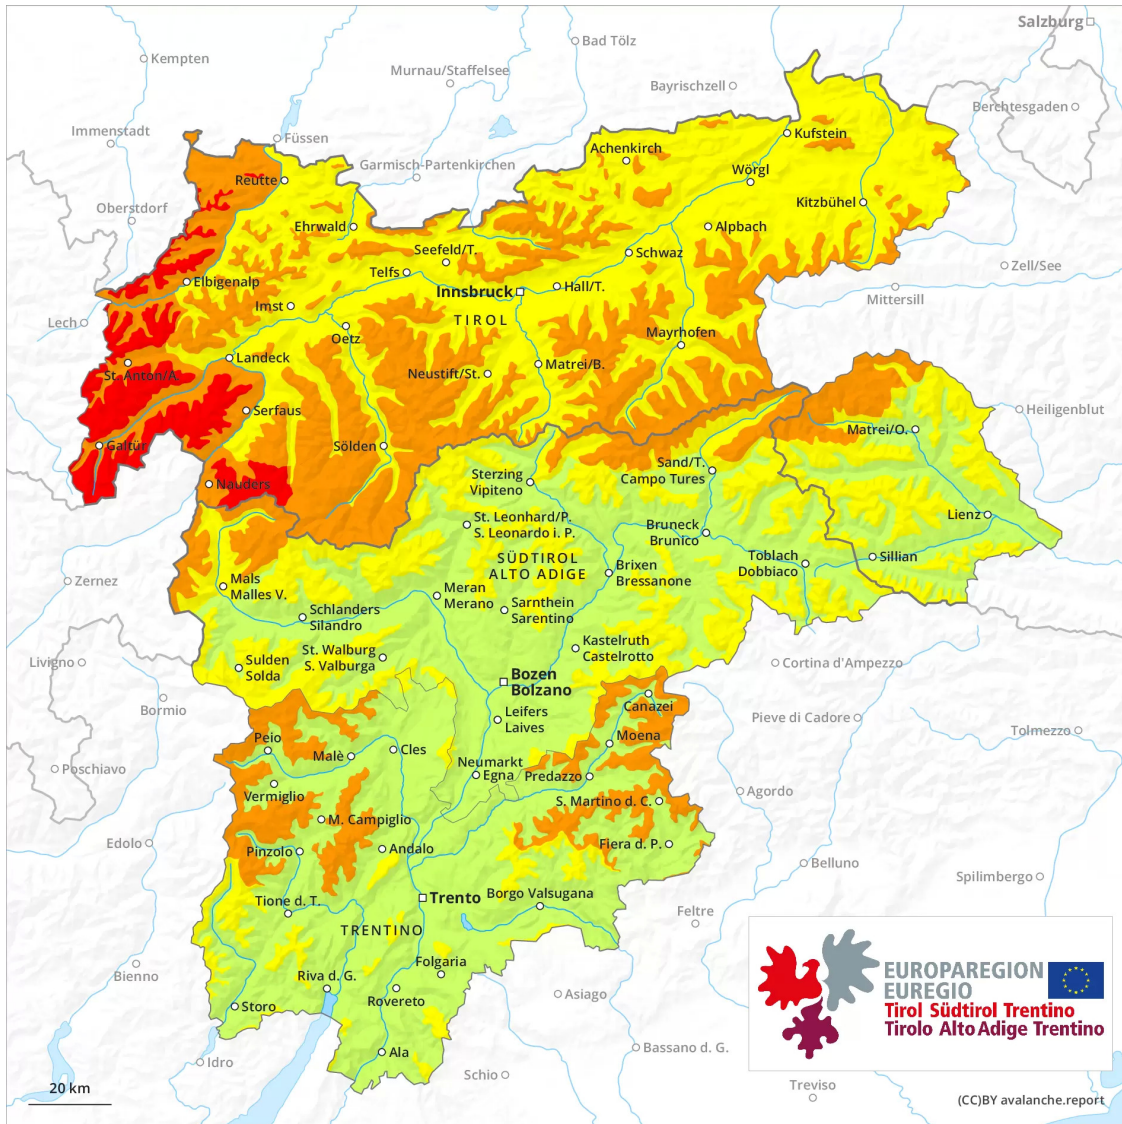 Salzburg
Bad Tölz
Kempten
Murnau/Staffelsee
Bayrischzell
Berchtesgaden
Immenstadt
Füssen
Kufstein
Achenkirch
Garmisch-Partenkirchen
Wörgl
Reutte
Oberstdorf
Kitzbühel
Ehrwald
Alpbach
Seefeld/T.
Schwaz
Zell/See
Telfs
Elbigenalp
Hall/T.
Innsbruck
Mittersill
Imst
TIROL
Lech
Oetz
Mayrhofen
Landeck
Matrei/B.
St. Anton/A.
Neustift/St.
Serfaus
Heiligenblut
Matrei/O.
Galtür
Sölden
Sand/T.
Campo Tures
Sterzing
Vipiteno
Nauders
St. Leonhard/P.
S. Leonardo i. P.
Lienz
Bruneck
Brunico
SÜDTIROL
ALTO ADIGE
Toblach
Dobbiaco
Sillian
Brixen
Bressanone
Zernez
Mals
Malles V.
Meran
Merano
Sarnthein
Sarentino
Schlanders
Silandro
Kastelruth
Castelrotto
St. Walburg
S. Valburga
Livigno
Sulden
Solda
Cortina d'Ampezzo
Bozen
Bolzano
Bormio
Canazei
Leifers
Laives
Pieve di Cadore
Tolmezzo
Peio
Moena
Cles
Malè
Neumarkt
Egna
Poschiavo
Predazzo
Vermiglio
Agordo
S. Martino d. C.
M. Campiglio
Edolo
Pinzolo
Andalo
Fiera d. P.
Belluno
Spilimbergo
Trento
Borgo Valsugana
Tione d. T.
Feltre
TRENTINO
Folgaria
Bienno
Riva d. G.
Rovereto
Asiago
Storo
EUROPAREGION
EUREGIO
Tirol Südtirol Trentino
Tirolo Alto Adige Trentino
Ala
Bassano d. G.
Idro
Schio
Treviso
20 km
(CC)BY avalanche.report